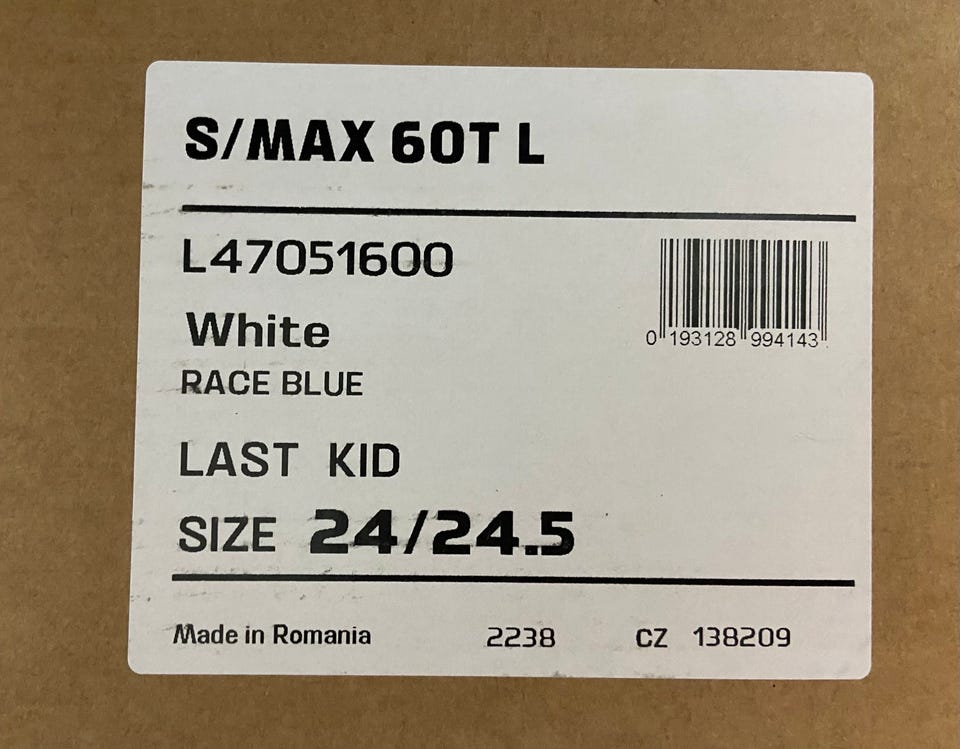 S/MAX 60T L
L47051600
White
RACE BLUE
0 193128 994143
LAST KID
SIZE 24/24.5
Made in Romania 2238 CZ 138209